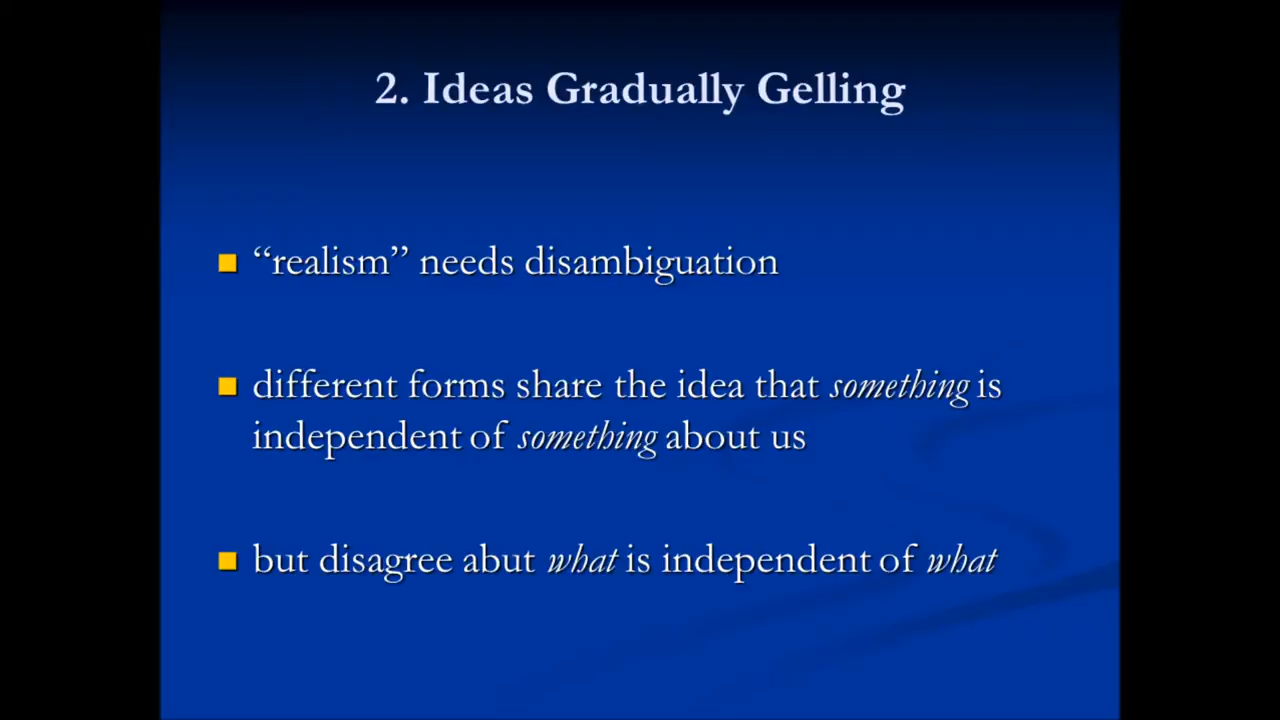 2. Ideas Gradually Gelling
“realism” needs disambiguation
different forms share the idea that something is
independent of something about us
but disagree abut what is independent of what